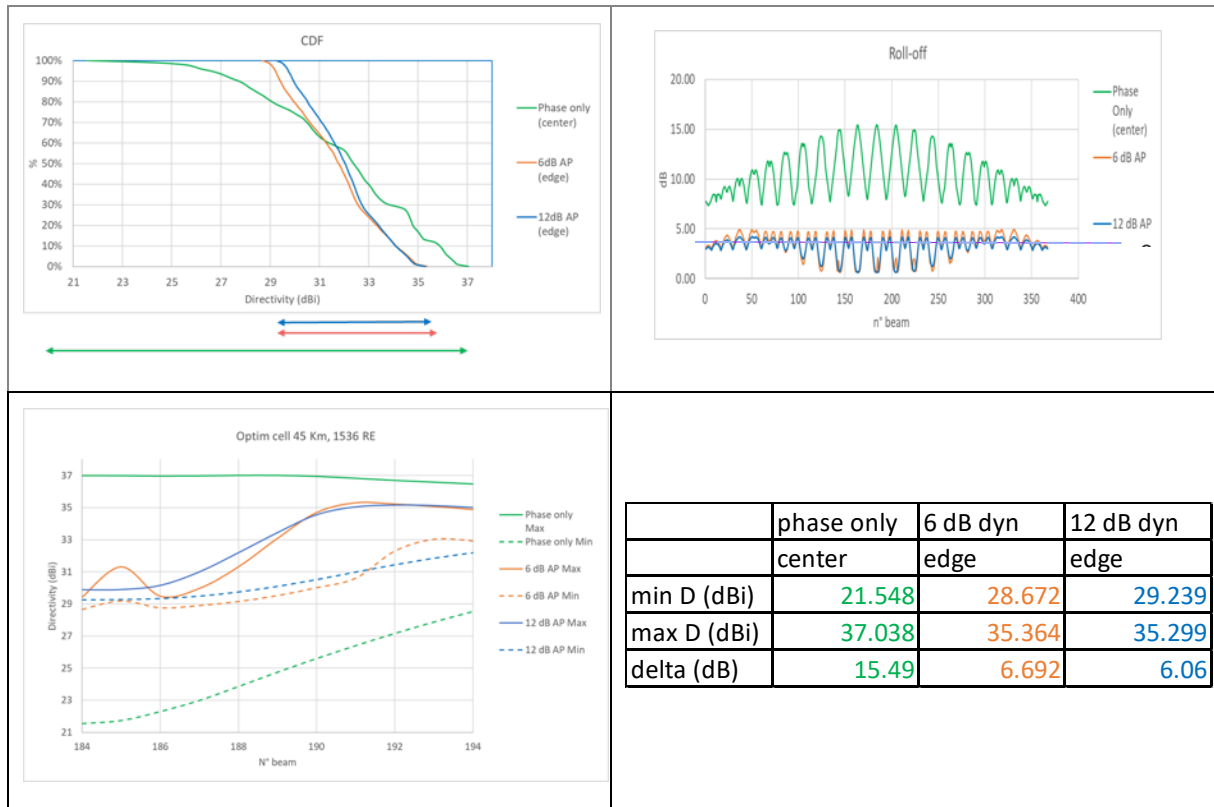 CDF
100%
90%
80%
70%
60%
50%
40%
30%
20%
10%
0%
%
21 23 25 27 29 31 33 35 37
Directivity (dBi)
Phase only
(center)
6dB AP
(edge)
12dB AP
(edge)
Roll-off
20.00
15.00
10.00
5.00
0.00
dB
0 50 100 150 200 250 300 350 400
n° beam
Phase
Only
(center)
6 dB AP
12 dB AP
Optim cell 45 Km, 1536 RE
37
35
33
31
29
27
25
23
21
Directivity (dBi)
184 186 188 190 192 194
N° beam
Phase only
Max
Phase only Min
6 dB AP Max
6 dB AP Min
12 dB AP Max
12 dB AP Min
phase only 6 dB dyn 12 dB dyn
center edge edge
min D (dBi) 21.548 28.672 29.239
max D (dBi) 37.038 35.364 35.299
delta (dB) 15.49 6.692 6.06